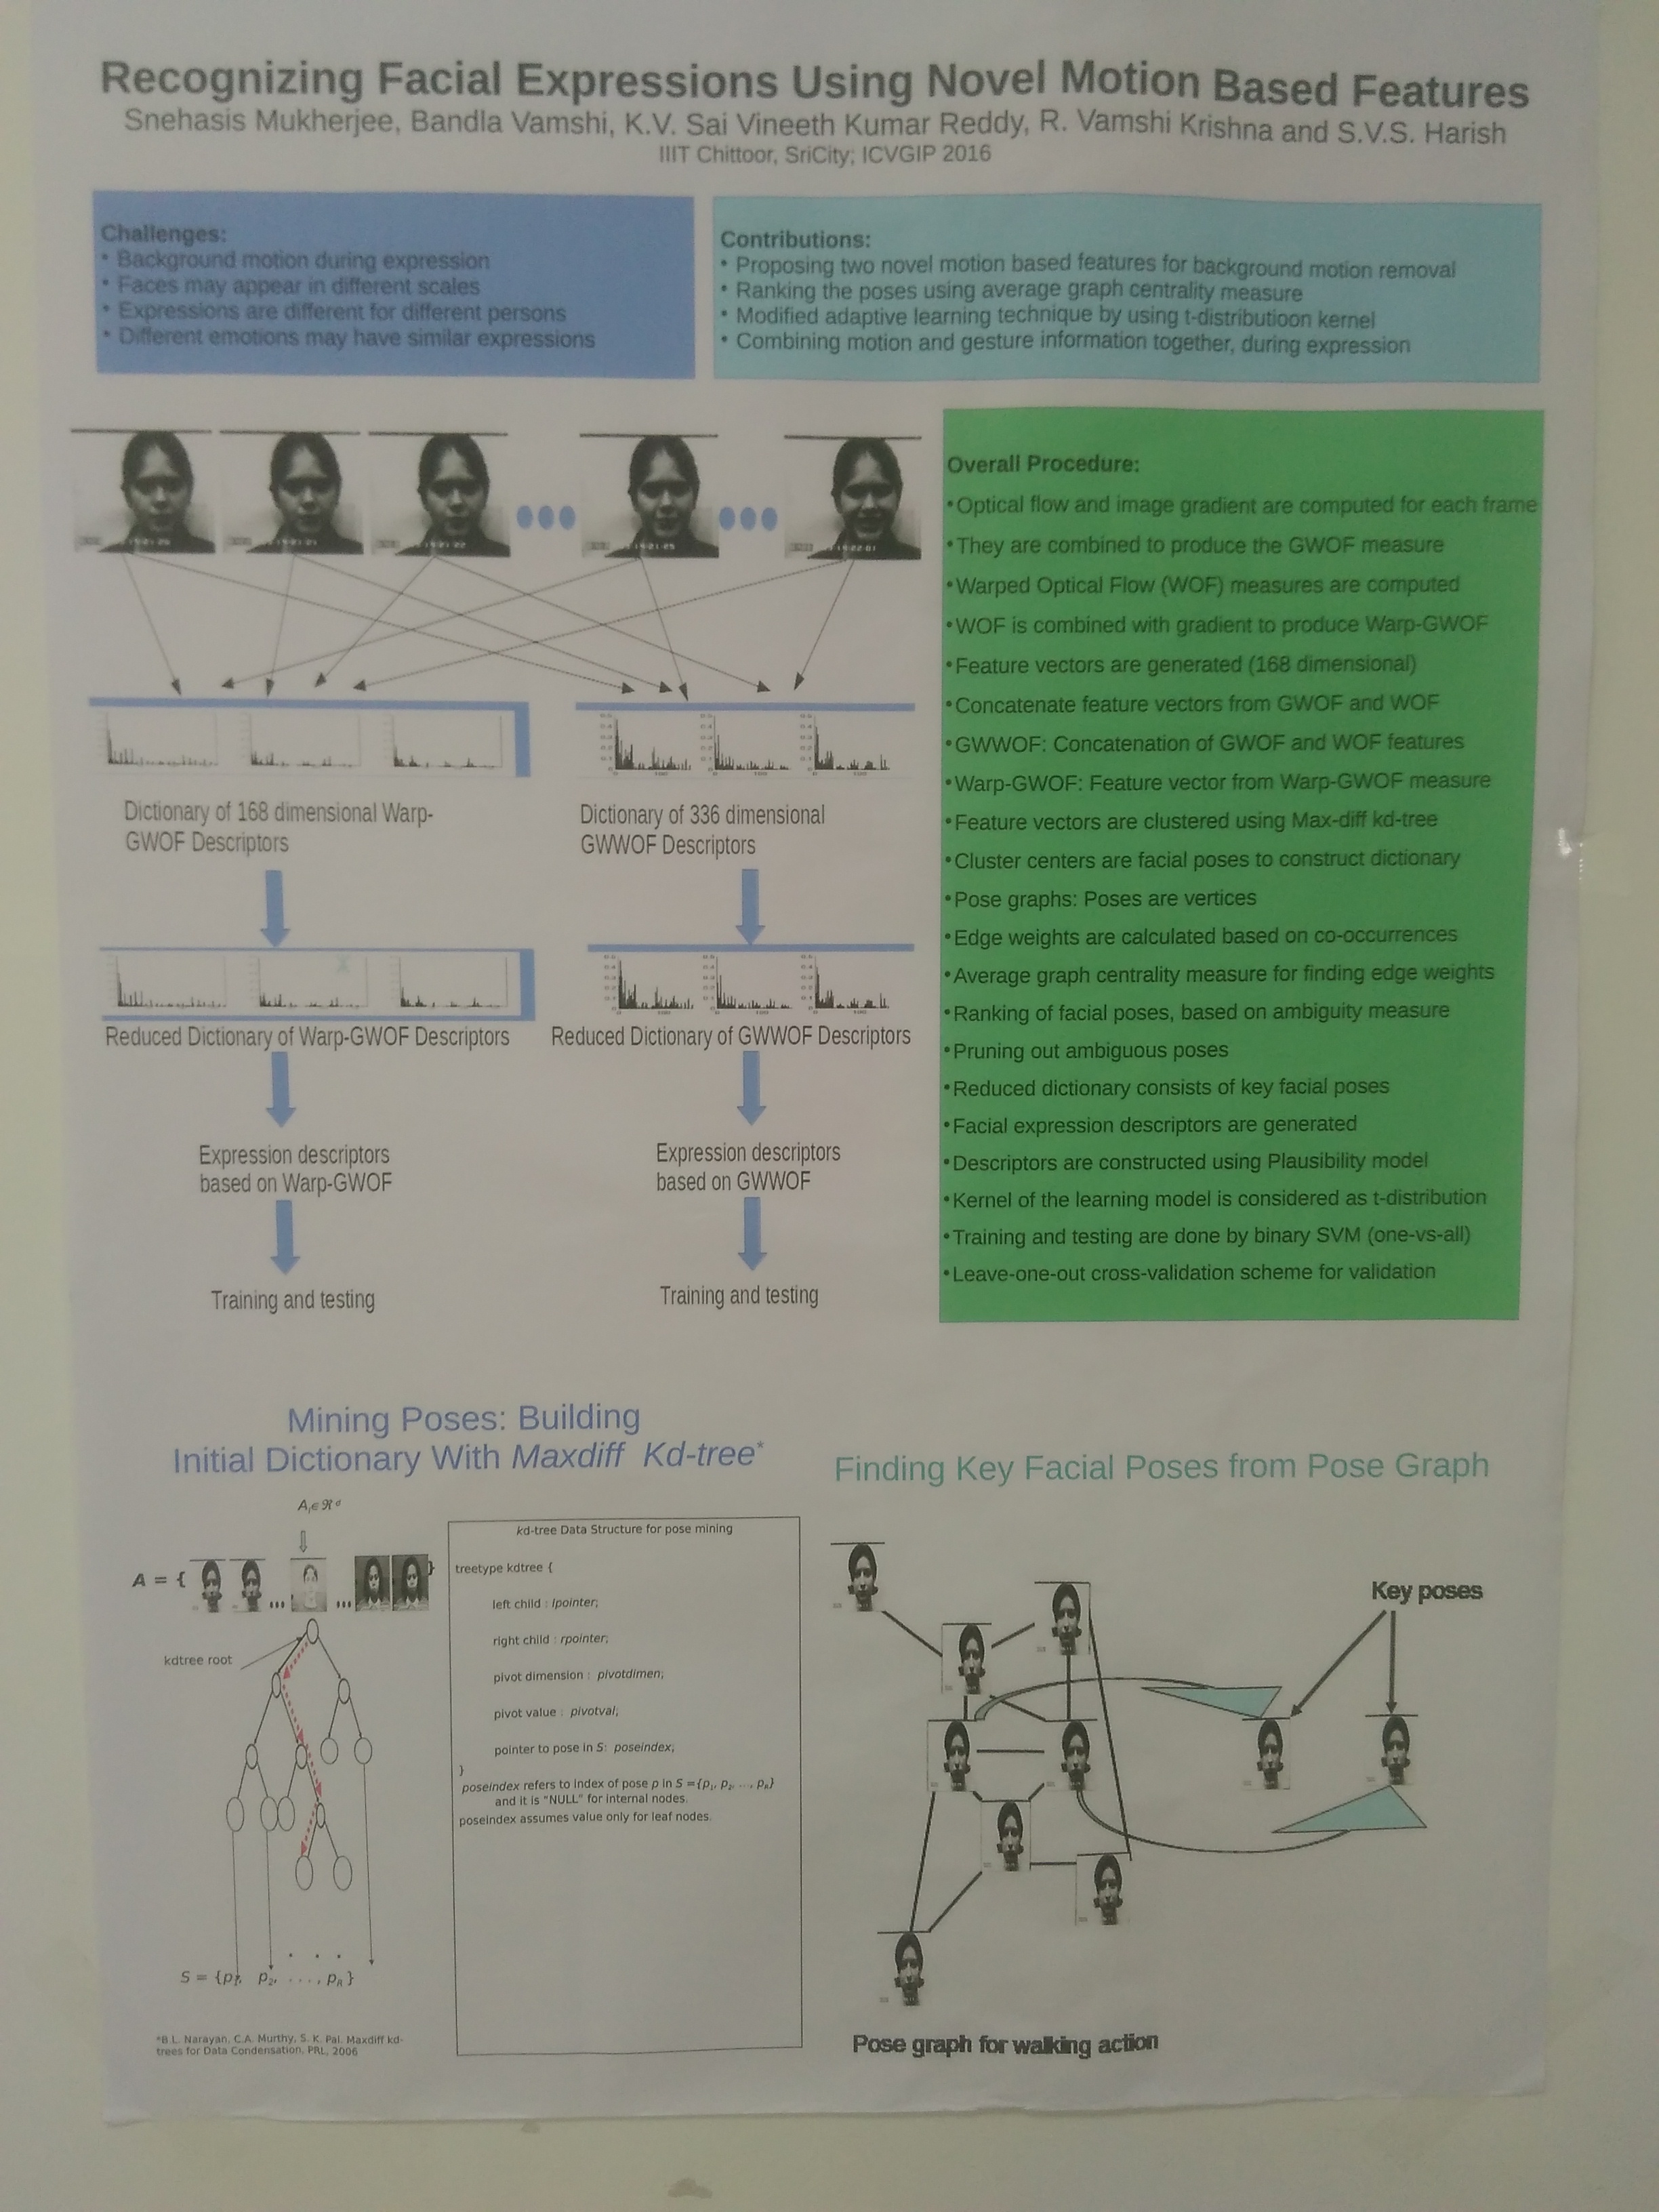 Recognizing Facial Expressions Using Novel Motion Based Features
Snehasis Mukherjee, Bandla Vamshi, K.V. Sai Vineeth Kumar Reddy, R. Vamshi Krishna and S.V.S. Harish
IIIT Chittoor, SriCity; ICVGIP 2016
Challenges:
• Background motion during expression
• Faces may appear in different scales
• Expressions are different for different persons
• Different emotions may have similar expressions
Contributions:
• Proposing two novel motion based features for background motion removal
• Ranking the poses using average graph centrality measure
• Modified adaptive learning technique by using t-distributioon kernel
• Combining motion and gesture information together, during expression
Dictionary of 168 dimensional Warp-
GWOF Descriptors
Dictionary of 336 dimensional
GWWOF Descriptors
Reduced Dictionary of Warp-GWOF Descriptors
Reduced Dictionary of GWWOF Descriptors
Expression descriptors
based on Warp-GWOF
Expression descriptors
based on GWWOF
Training and testing
Training and testing
Overall Procedure:
•Optical flow and image gradient are computed for each frame
•They are combined to produce the GWOF measure
•Warped Optical Flow (WOF) measures are computed
•WOF is combined with gradient to produce Warp-GWOF
•Feature vectors are generated (168 dimensional)
•Concatenate feature vectors from GWOF and WOF
•GWWOF: Concatenation of GWOF and WOF features
•Warp-GWOF: Feature vector from Warp-GWOF measure
•Feature vectors are clustered using Max-diff kd-tree
•Cluster centers are facial poses to construct dictionary
•Pose graphs: Poses are vertices
•Edge weights are calculated based on co-occurrences
•Average graph centrality measure for finding edge weights
•Ranking of facial poses, based on ambiguity measure
•Pruning out ambiguous poses
•Reduced dictionary consists of key facial poses
•Facial expression descriptors are generated
•Descriptors are constructed using Plausibility model
•Kernel of the learning model is considered as t-distribution
•Training and testing are done by binary SVM (one-vs-all)
•Leave-one-out cross-validation scheme for validation
Mining Poses: Building
Initial Dictionary With Maxdiff Kd-tree*
A_i ∈ ℜ^d
A = { ... ... }
kdtree root
. . .
S = {p₁, p₂, ...., p_R}
*B.L. Narayan, C.A. Murthy, S. K. Pal. Maxdiff kd-
trees for Data Condensation, PRL, 2006
kd-tree Data Structure for pose mining
treetype kdtree {
left child : lpointer;
right child : rpointer;
pivot dimension : pivotdimen;
pivot value : pivotval;
pointer to pose in S: poseindex;
}
poseindex refers to index of pose p in S ={p₁, p₂, ..., p_R}
and it is "NULL" for internal nodes.
poseindex assumes value only for leaf nodes.
Finding Key Facial Poses from Pose Graph
Key poses
Pose graph for walking action